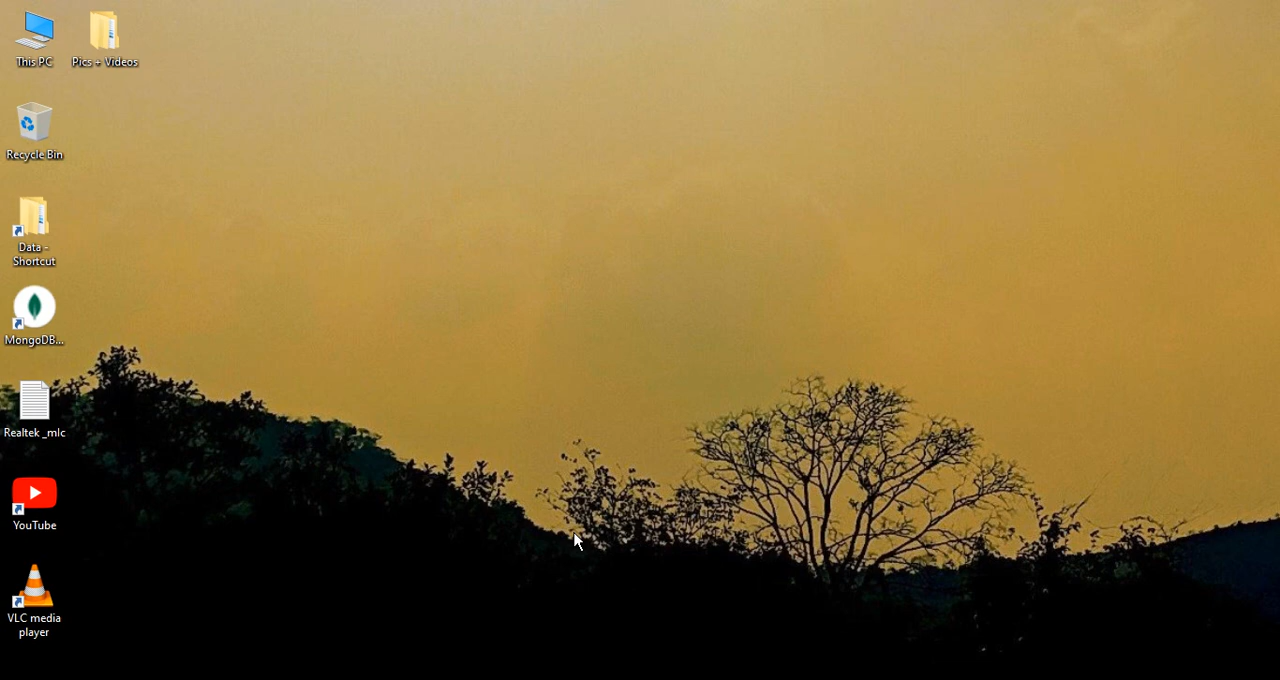 This PC
Pics + Videos
Recycle Bin
Data -
Shortcut
MongoDB...
Realtek _mlc
YouTube
VLC media
player